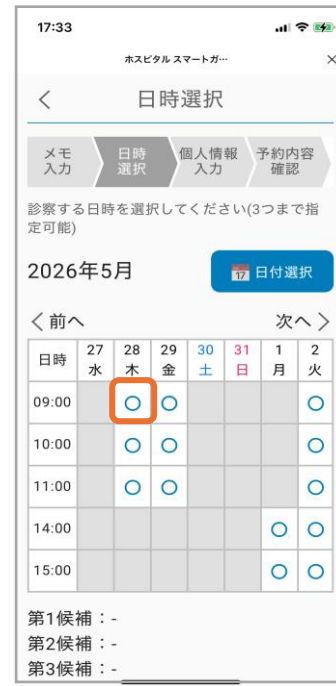 17:33
ホスピタル スマートガ…
×
< 日時選択
メモ
入力
日時
選択
個人情報
入力
予約内容
確認
診察する日時を選択してください(3つまで指
定可能)
2026年5月
17 日付選択
< 前へ
次へ >
日時 27 28 29 30 31 1 2
水 木 金 土 日 月 火
09:00 ○ ○ ○
10:00 ○ ○ ○
11:00 ○ ○ ○
14:00 ○ ○
15:00 ○ ○
第1候補：-
第2候補：-
第3候補：-